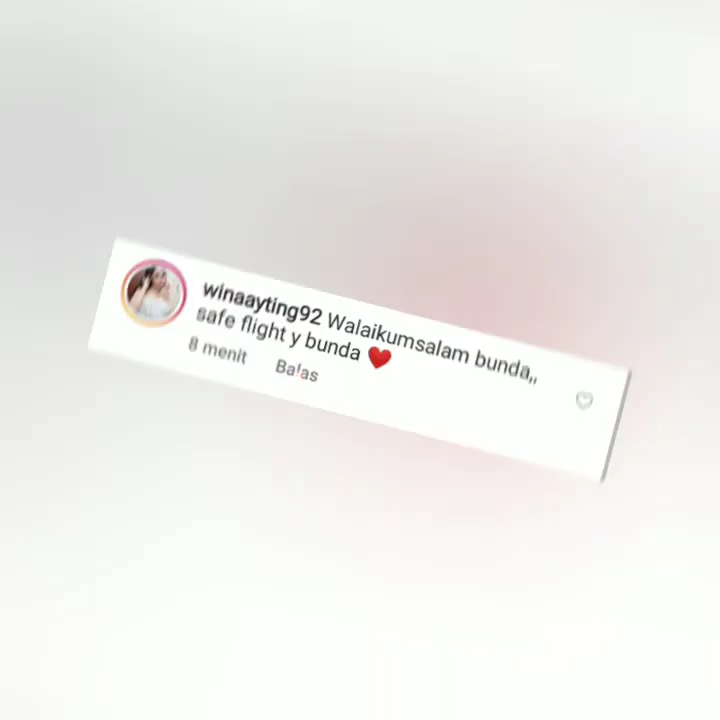 winaayting92 Walaikumsalam bunda,,
safe flight y bunda ❤️
8 menit Balas